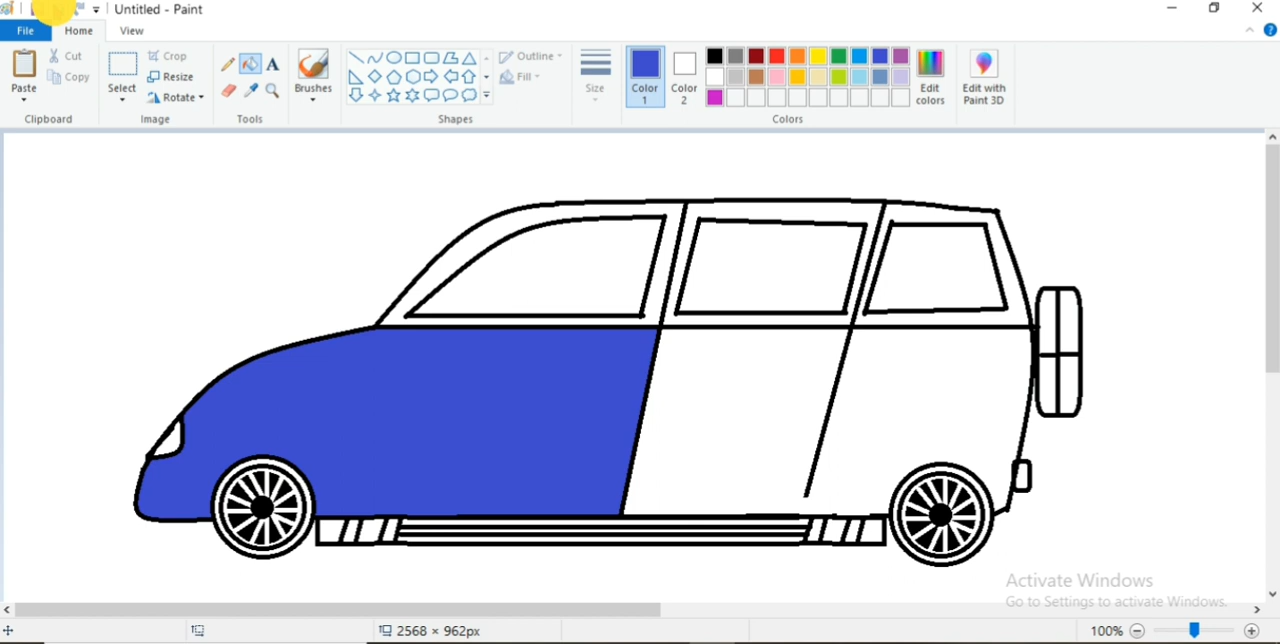 Untitled - Paint
File Home View
Paste
Cut
Copy
Clipboard
Select
Crop
Resize
Rotate
Image
Tools
Brushes
Shapes
Outline
Fill
Size
Color 1
Color 2
Colors
Edit colors
Edit with Paint 3D
Activate Windows
Go to Settings to activate Windows.
2568 × 962px
100%